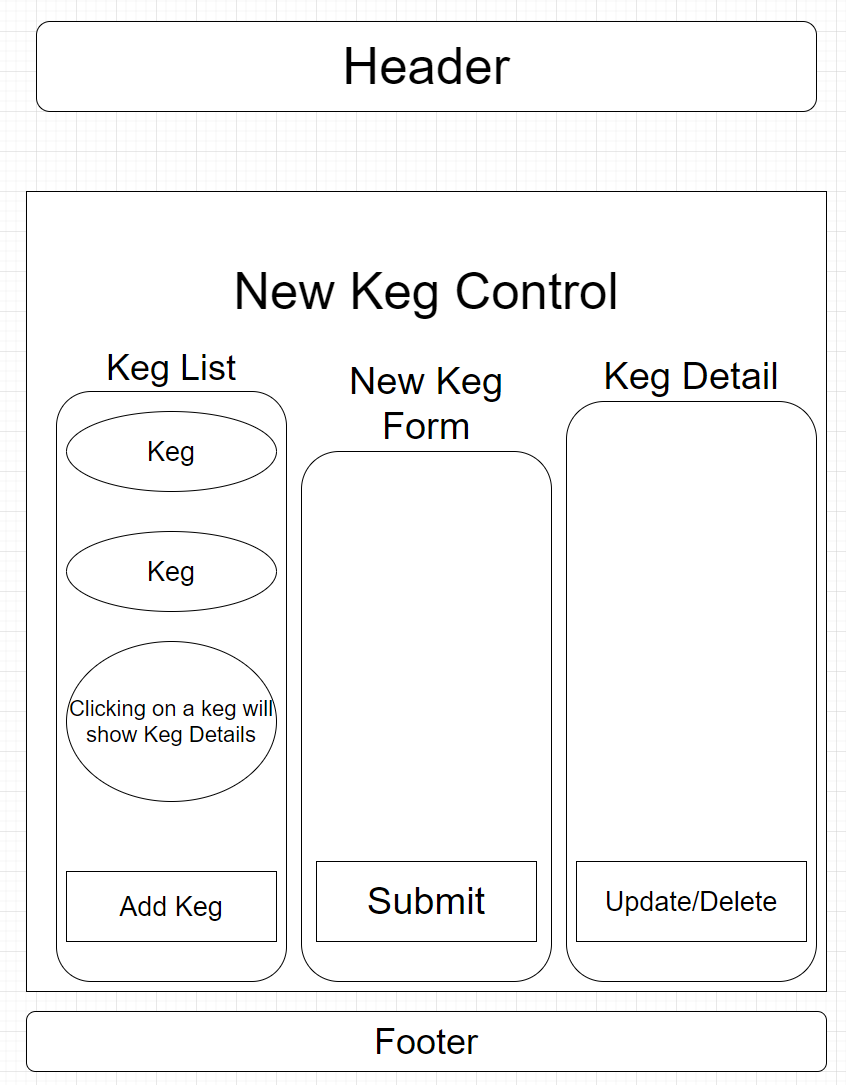 Header
New Keg Control
Keg List
Keg
Keg
Clicking on a keg will
show Keg Details
Add Keg
New Keg
Form
Submit
Keg Detail
Update/Delete
Footer